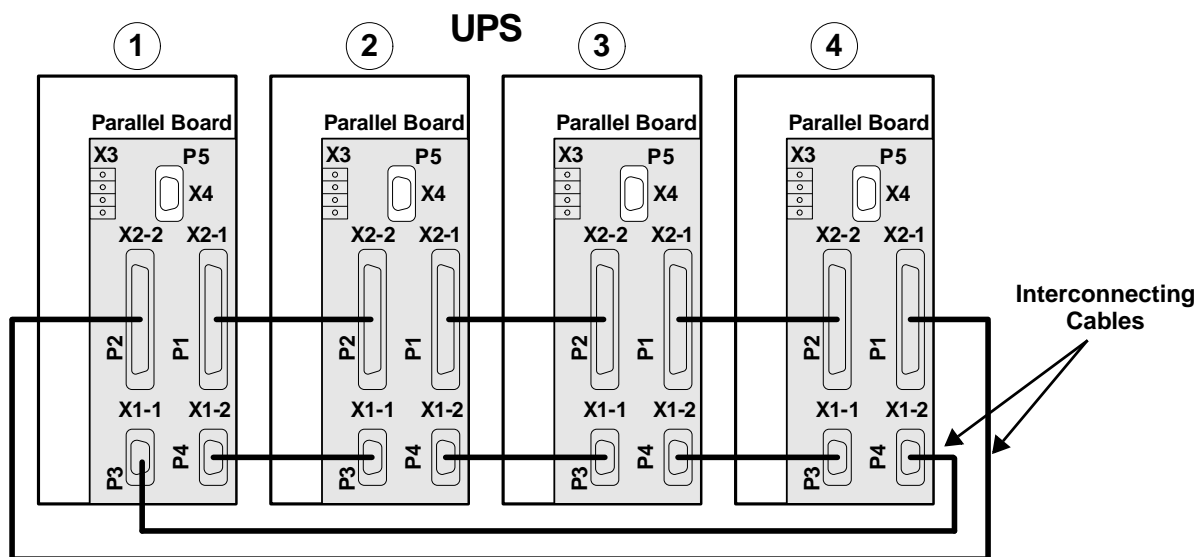 UPS
1 2 3 4
Parallel Board Parallel Board Parallel Board Parallel Board
X3 P5 X3 P5 X3 P5 X3 P5
X4 X4 X4 X4
X2-2 X2-1 X2-2 X2-1 X2-2 X2-1 X2-2 X2-1
Interconnecting
Cables
P2 P1 P2 P1 P2 P1 P2 P1
X1-1 X1-2 X1-1 X1-2 X1-1 X1-2 X1-1 X1-2
P3 P4 P3 P4 P3 P4 P3 P4